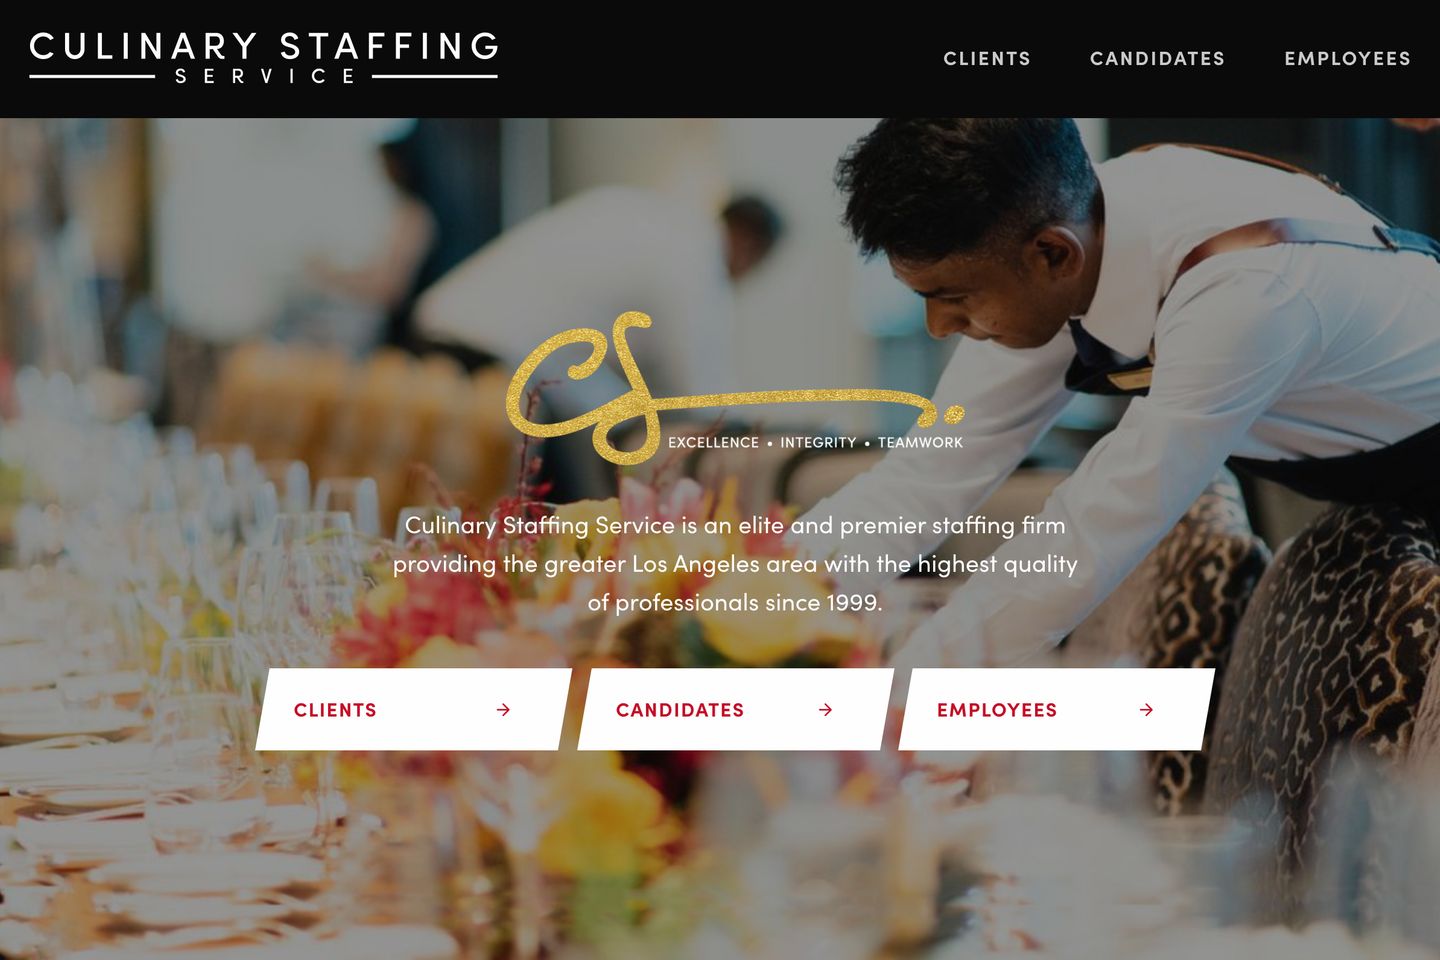 CULINARY STAFFING
SERVICE
CLIENTS
CANDIDATES
EMPLOYEES
CS
EXCELLENCE • INTEGRITY • TEAMWORK
Culinary Staffing Service is an elite and premier staffing firm
providing the greater Los Angeles area with the highest quality
of professionals since 1999.
CLIENTS →
CANDIDATES →
EMPLOYEES →